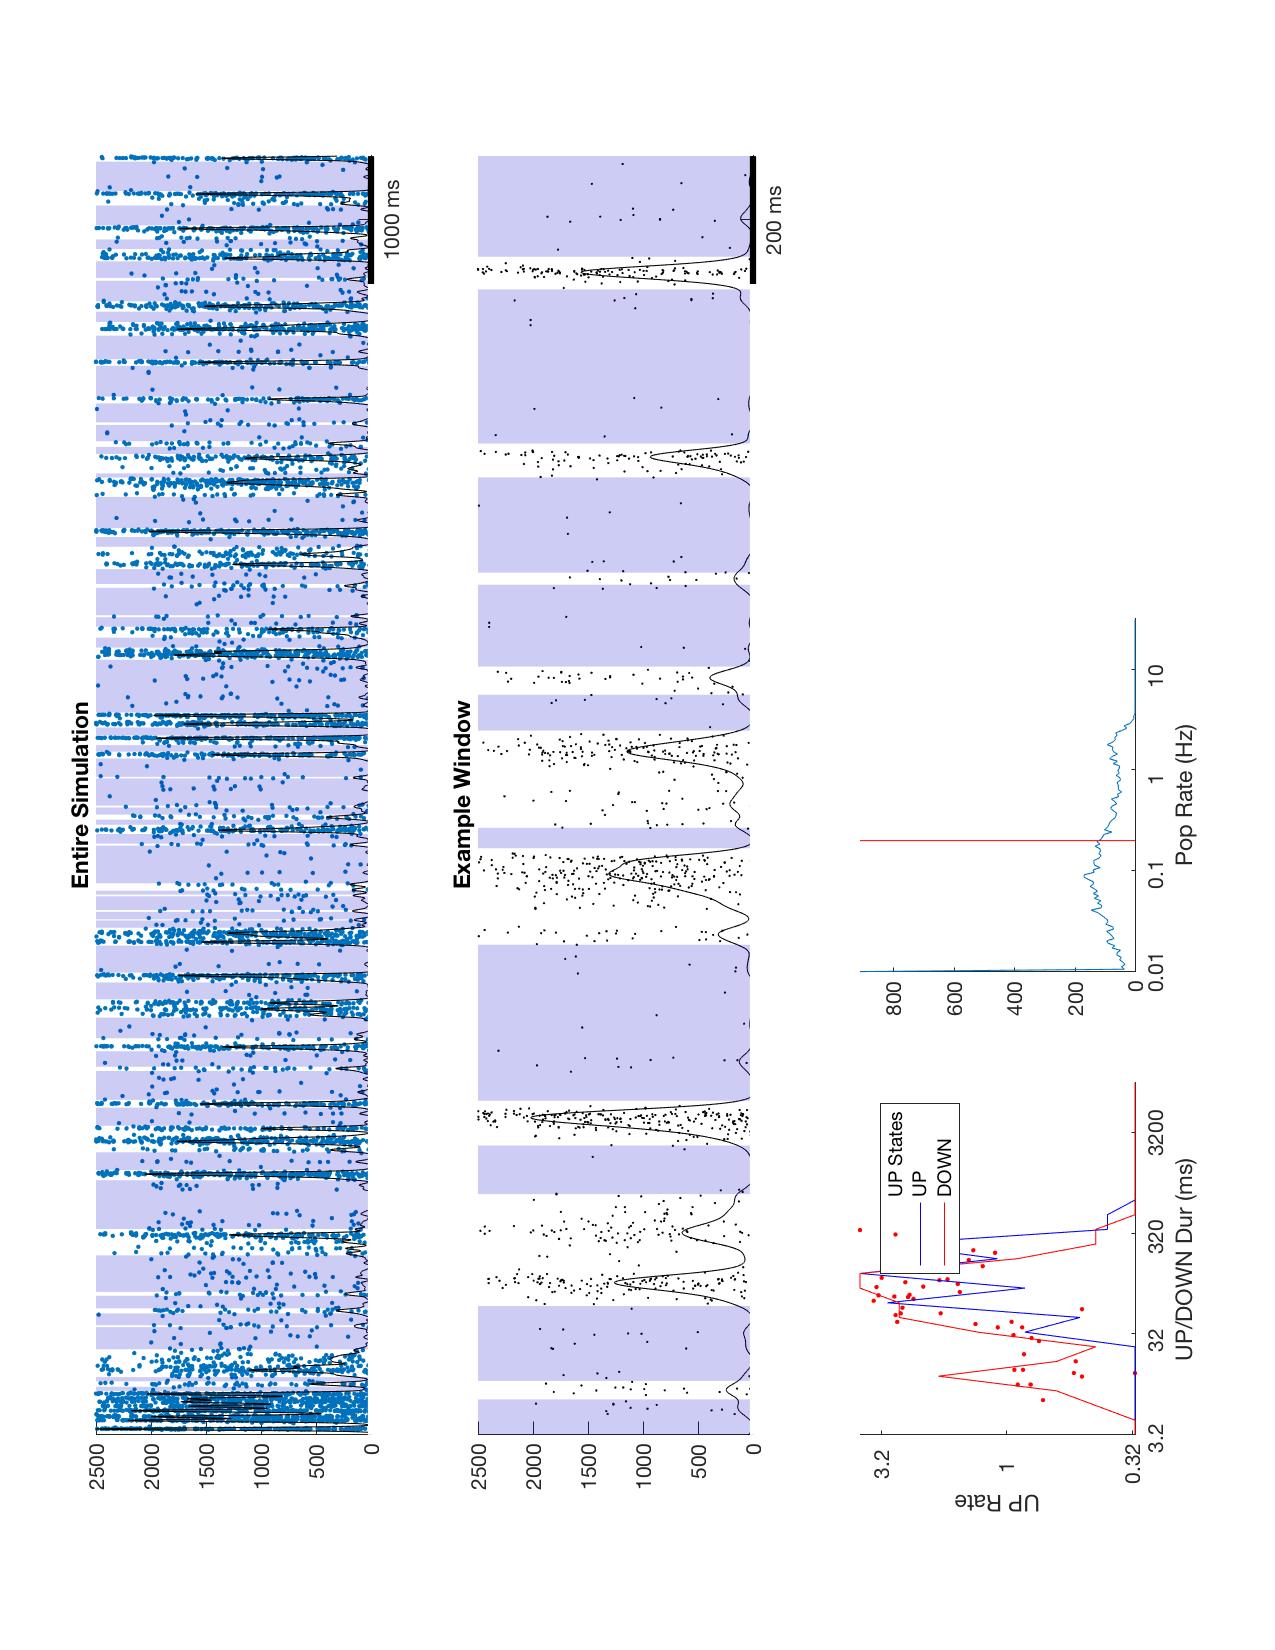 Entire Simulation
2500
2000
1500
1000
500
0
1000 ms
Example Window
2500
2000
1500
1000
500
0
200 ms
UP Rate
3.2
1
0.32
3.2
32
320
3200
UP/DOWN Dur (ms)
UP States
UP
DOWN
800
600
400
200
0
0.01
0.1
1
10
Pop Rate (Hz)